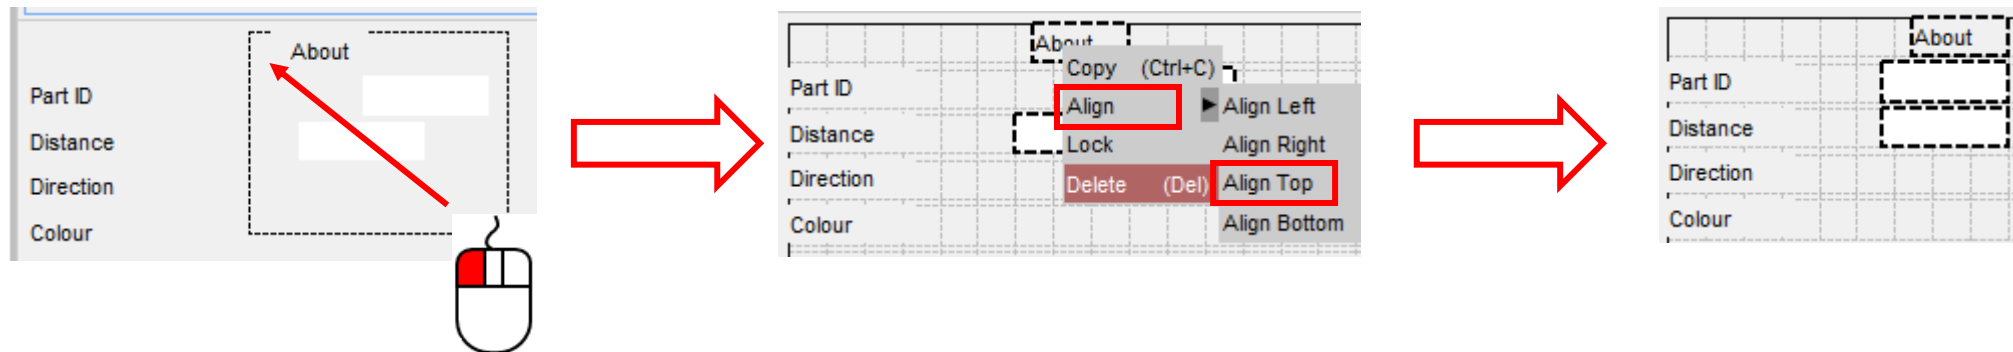 About
Part ID
Distance
Direction
Colour
About
Copy (Ctrl+C)
Part ID
Align
Align Left
Distance
Lock
Align Right
Direction
Delete (Del)
Align Top
Colour
Align Bottom
About
Part ID
Distance
Direction
Colour